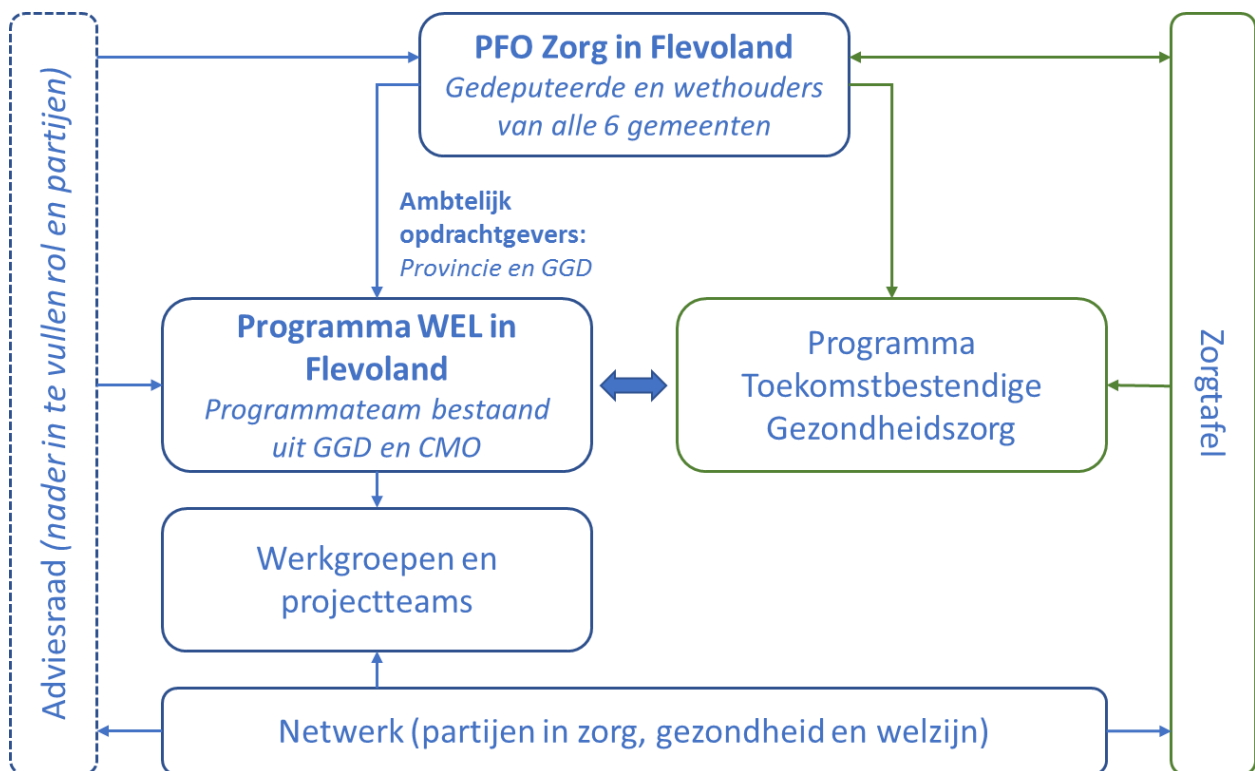 Adviesraad (nader in te vullen rol en partijen)
PFO Zorg in Flevoland
Gedeputeerde en wethouders
van alle 6 gemeenten
Ambtelijk
opdrachtgevers:
Provincie en GGD
Programma WEL in
Flevoland
Programmateam bestaand
uit GGD en CMO
Programma
Toekomstbestendige
Gezondheidszorg
Zorgtafel
Werkgroepen en
projectteams
Netwerk (partijen in zorg, gezondheid en welzijn)